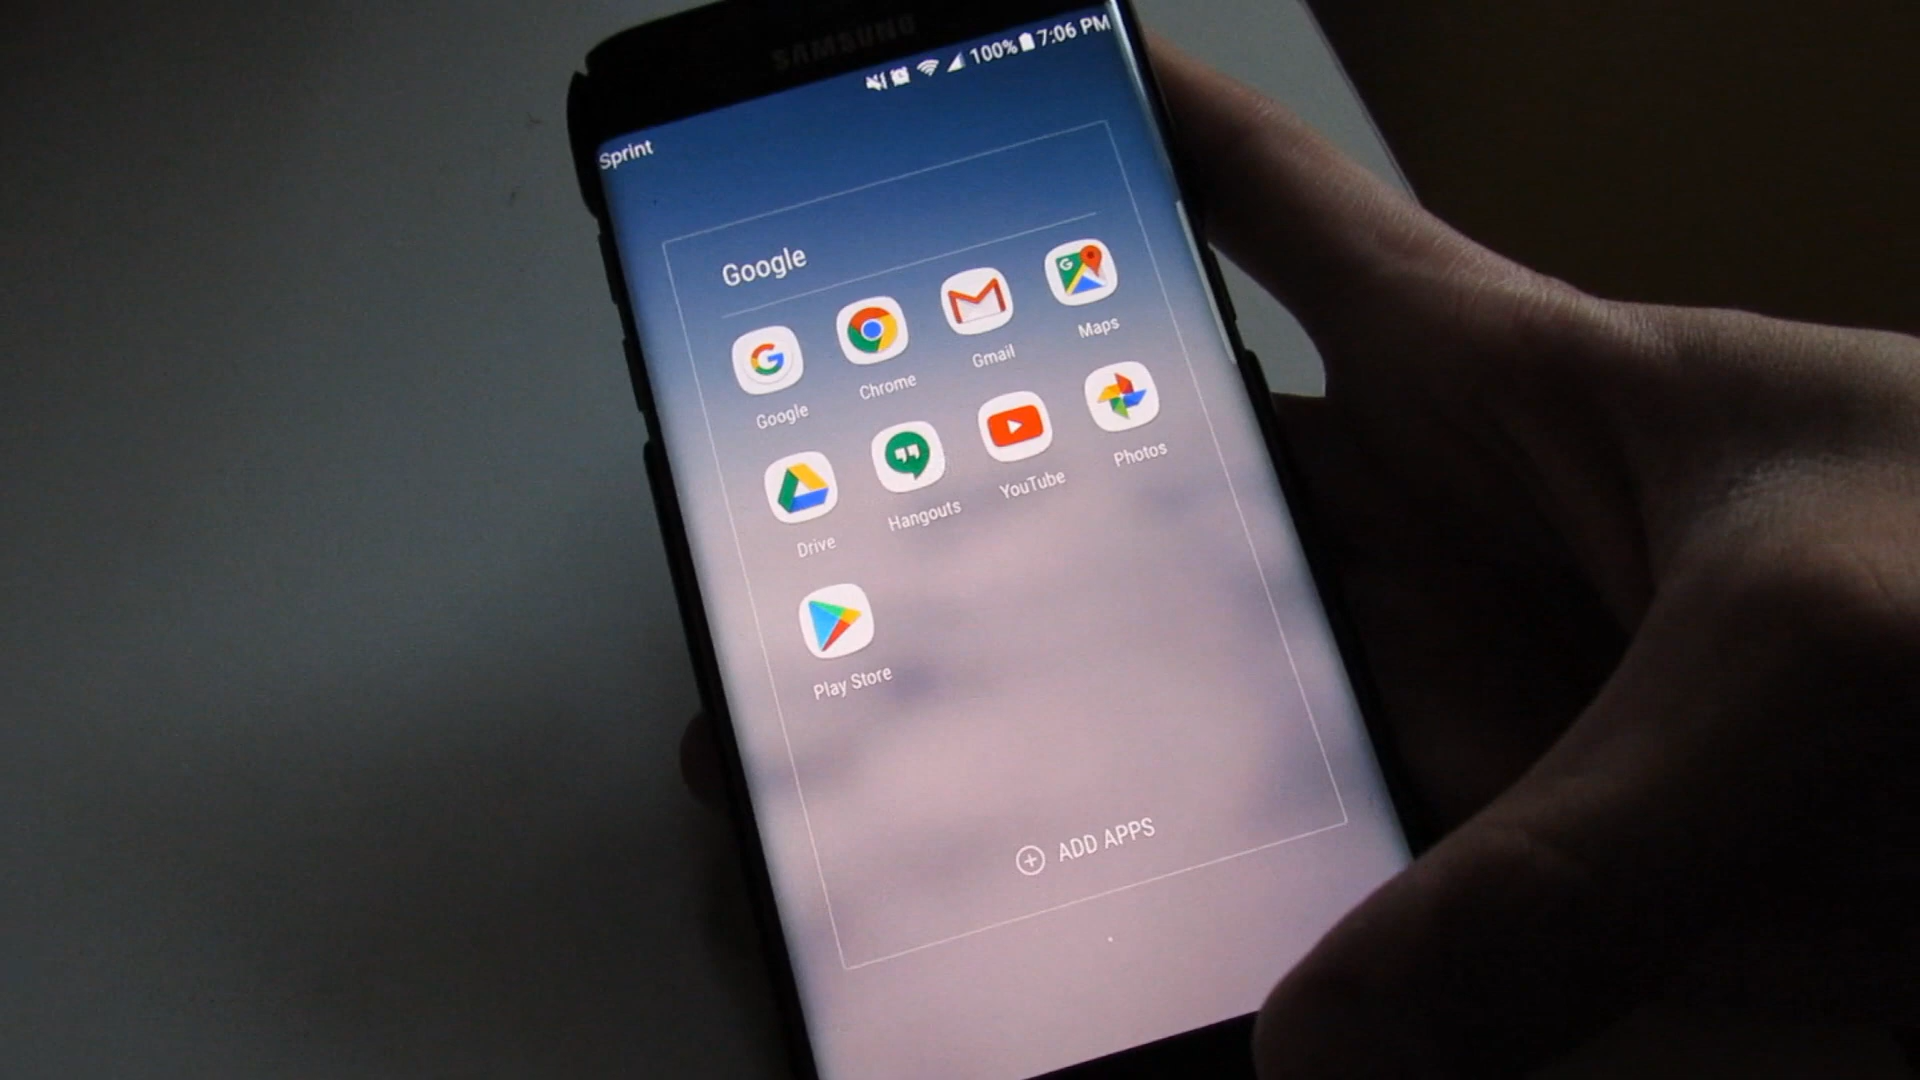 SAMSUNG
100% 7:06 PM
Sprint
Google
Google Chrome Gmail Maps
Drive Hangouts YouTube Photos
Play Store
ADD APPS